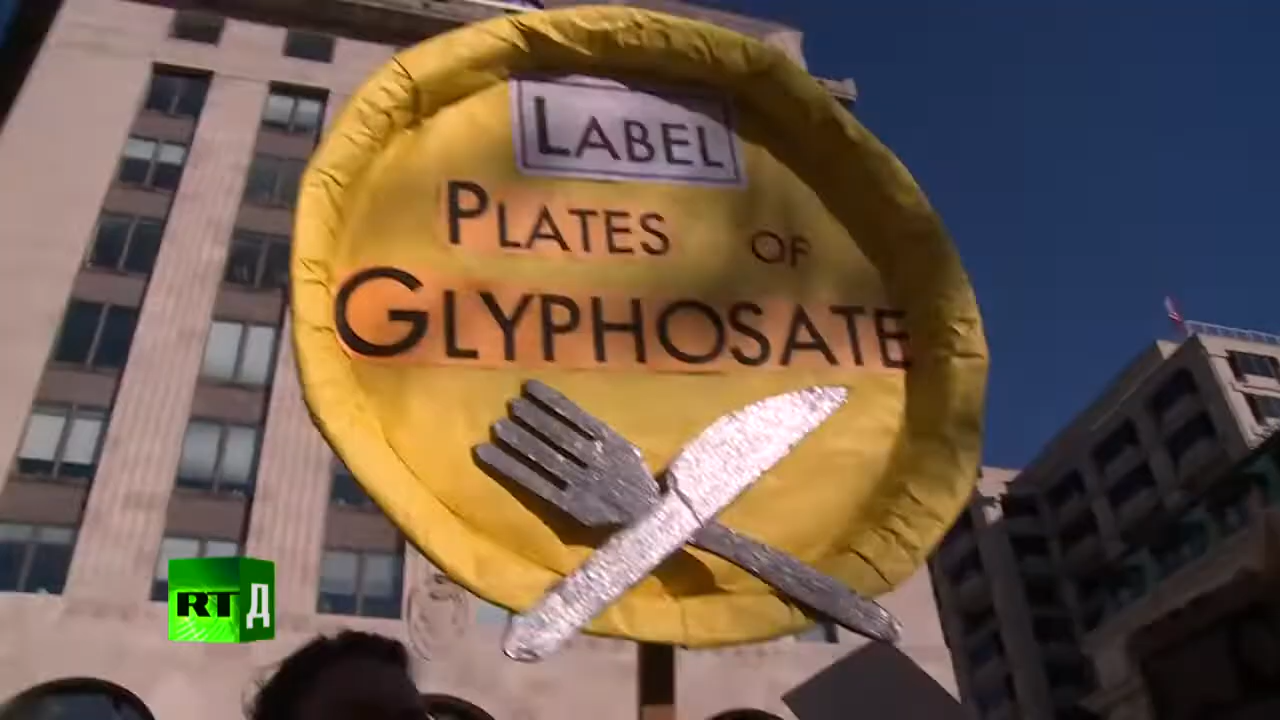 LABEL
PLATES OF
GLYPHOSATE
RT Д